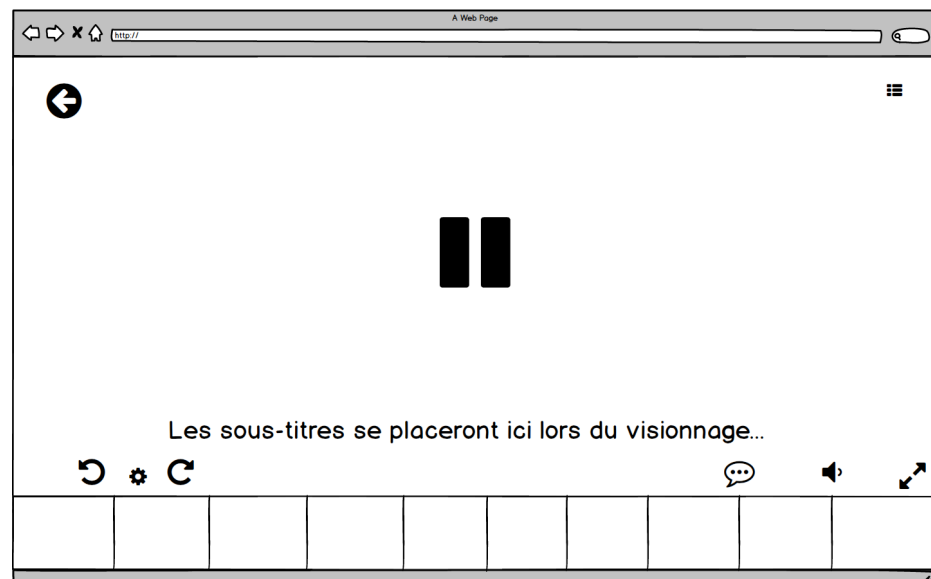 A Web Page
http://
Les sous-titres se placeront ici lors du visionnage...